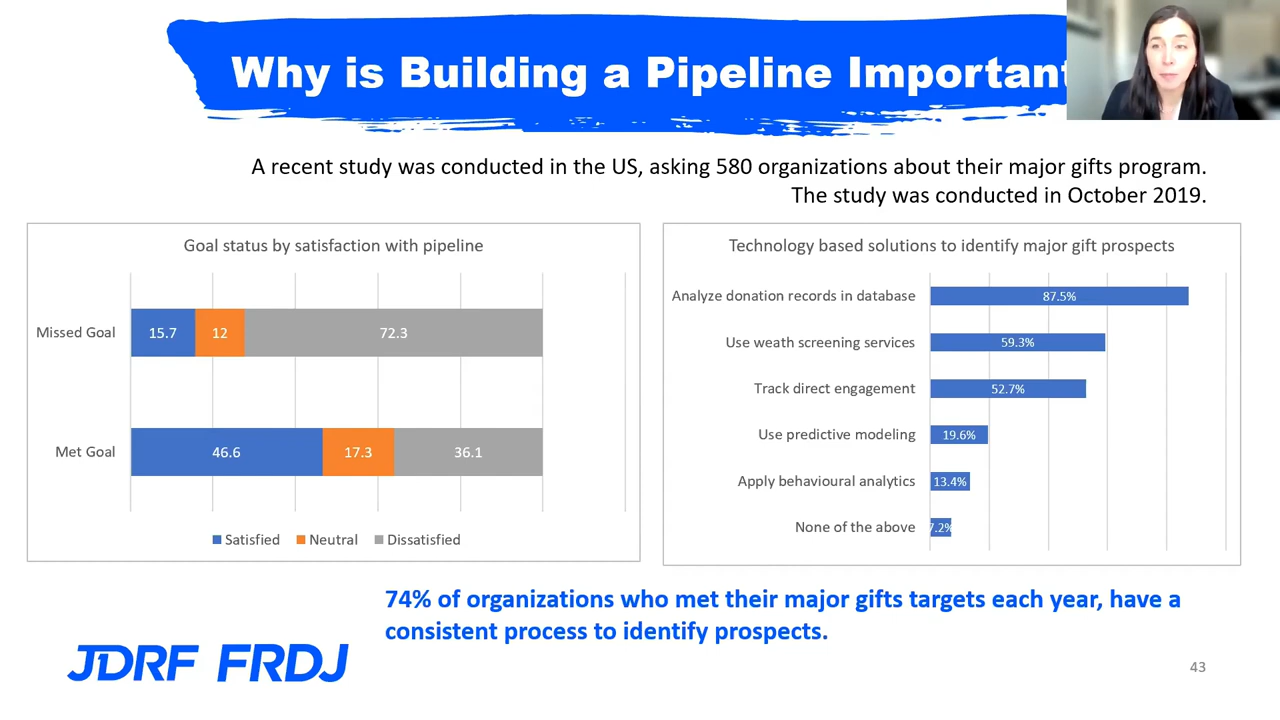 Why is Building a Pipeline Important
A recent study was conducted in the US, asking 580 organizations about their major gifts program.
The study was conducted in October 2019.
Goal status by satisfaction with pipeline
Missed Goal
15.7
12
72.3
Met Goal
46.6
17.3
36.1
Satisfied
Neutral
Dissatisfied
Technology based solutions to identify major gift prospects
Analyze donation records in database
87.5%
Use weath screening services
59.3%
Track direct engagement
52.7%
Use predictive modeling
19.6%
Apply behavioural analytics
13.4%
None of the above
7.2%
74% of organizations who met their major gifts targets each year, have a
consistent process to identify prospects.
JDRF FRDJ
43